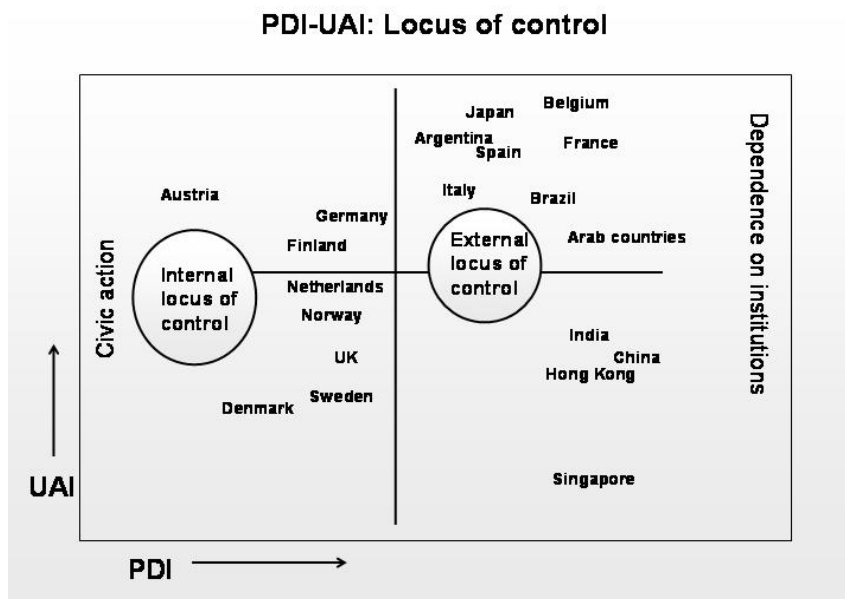 PDI-UAI: Locus of control
Belgium
Japan
Argentina
Spain
France
Austria
Italy
Brazil
Germany
Finland
Arab countries
Internal
locus of
control
External
locus of
control
Netherlands
Norway
India
UK
China
Hong Kong
Sweden
Denmark
Singapore
Civic action
Dependence on institutions
UAI
PDI